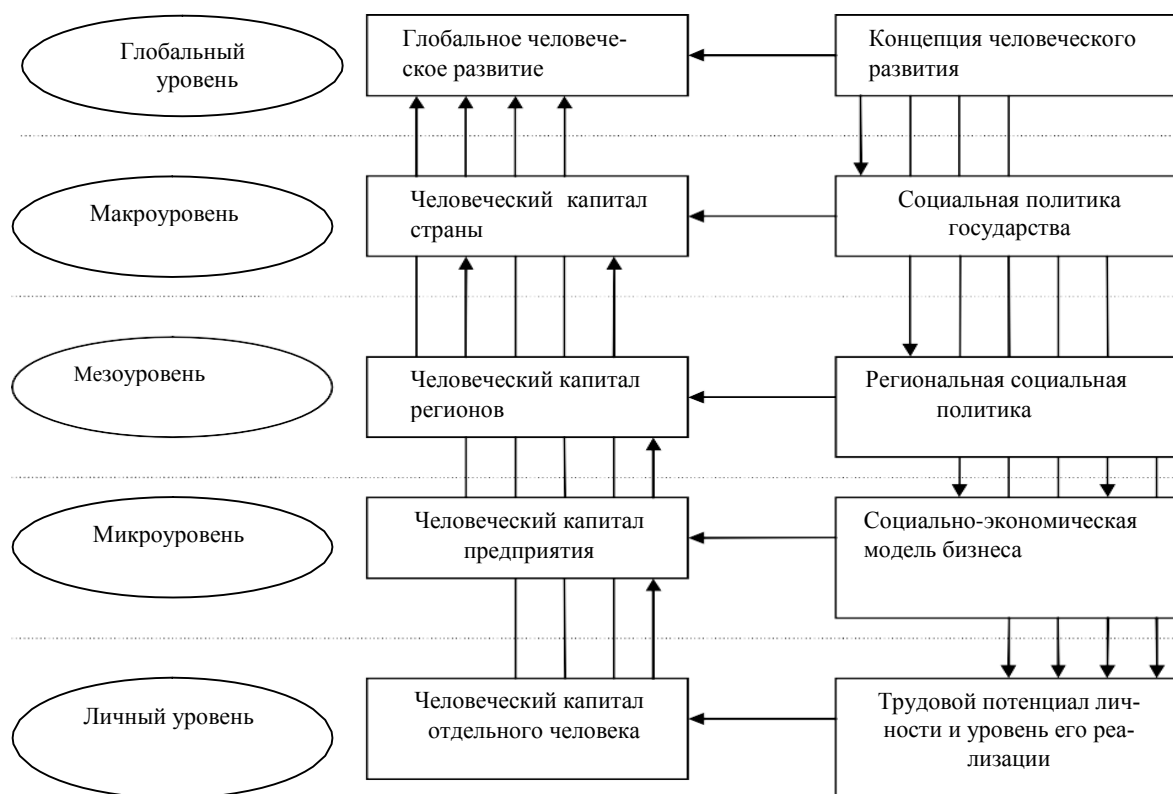 Глобальный
уровень
Глобальное человече-
ское развитие
Концепция человеческого
развития
Макроуровень
Человеческий капитал
страны
Социальная политика
государства
Мезоуровень
Человеческий капитал
регионов
Региональная социальная
политика
Микроуровень
Человеческий капитал
предприятия
Социально-экономическая
модель бизнеса
Личный уровень
Человеческий капитал
отдельного человека
Трудовой потенциал лич-
ности и уровень его реа-
лизации